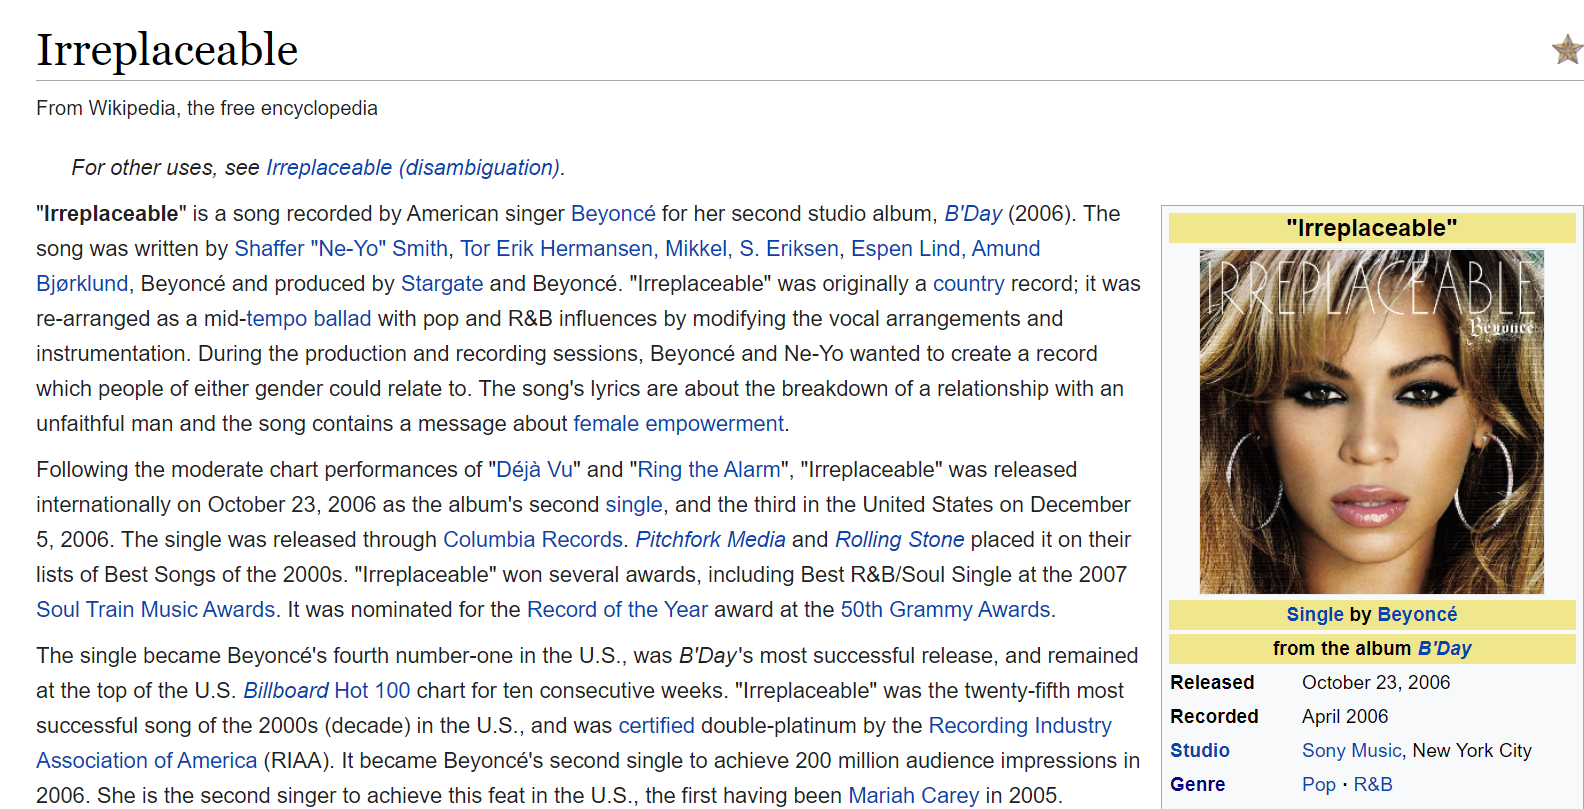 Irreplaceable
From Wikipedia, the free encyclopedia
For other uses, see Irreplaceable (disambiguation).
"Irreplaceable" is a song recorded by American singer Beyoncé for her second studio album, B'Day (2006). The
song was written by Shaffer "Ne-Yo" Smith, Tor Erik Hermansen, Mikkel, S. Eriksen, Espen Lind, Amund
Bjørklund, Beyoncé and produced by Stargate and Beyoncé. "Irreplaceable" was originally a country record; it was
re-arranged as a mid-tempo ballad with pop and R&B influences by modifying the vocal arrangements and
instrumentation. During the production and recording sessions, Beyoncé and Ne-Yo wanted to create a record
which people of either gender could relate to. The song's lyrics are about the breakdown of a relationship with an
unfaithful man and the song contains a message about female empowerment.
Following the moderate chart performances of "Déjà Vu" and "Ring the Alarm", "Irreplaceable" was released
internationally on October 23, 2006 as the album's second single, and the third in the United States on December
5, 2006. The single was released through Columbia Records. Pitchfork Media and Rolling Stone placed it on their
lists of Best Songs of the 2000s. "Irreplaceable" won several awards, including Best R&B/Soul Single at the 2007
Soul Train Music Awards. It was nominated for the Record of the Year award at the 50th Grammy Awards.
The single became Beyoncé's fourth number-one in the U.S., was B'Day's most successful release, and remained
at the top of the U.S. Billboard Hot 100 chart for ten consecutive weeks. "Irreplaceable" was the twenty-fifth most
successful song of the 2000s (decade) in the U.S., and was certified double-platinum by the Recording Industry
Association of America (RIAA). It became Beyoncé's second single to achieve 200 million audience impressions in
2006. She is the second singer to achieve this feat in the U.S., the first having been Mariah Carey in 2005.
"Irreplaceable"
IRREPLACEABLE
Beyoncé
Single by Beyoncé
from the album B'Day
Released October 23, 2006
Recorded April 2006
Studio Sony Music, New York City
Genre Pop · R&B